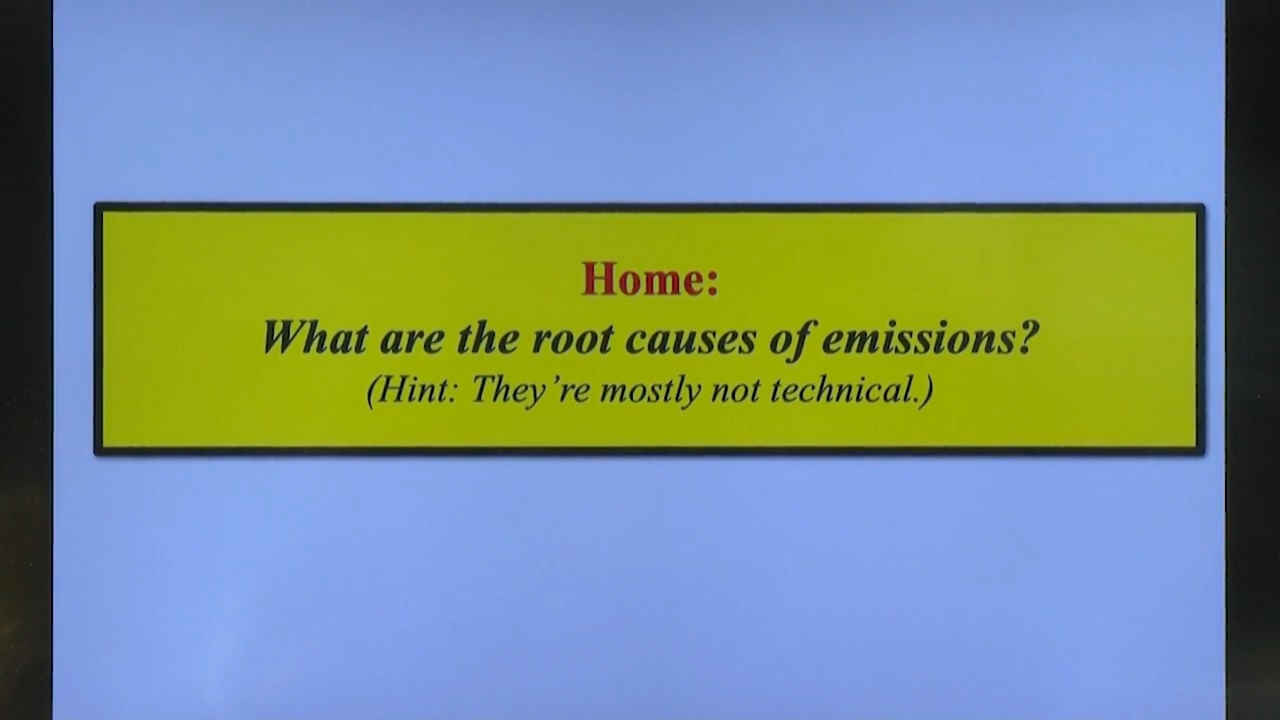 Home:
What are the root causes of emissions?
(Hint: They’re mostly not technical.)